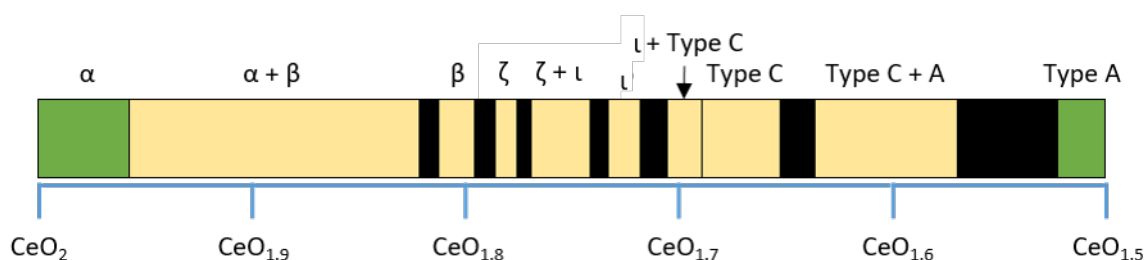 ι + Type C
α α + β β ζ ζ + ι ι Type C Type C + A Type A
CeO₂ CeO₁.₉ CeO₁.₈ CeO₁.₇ CeO₁.₆ CeO₁.₅